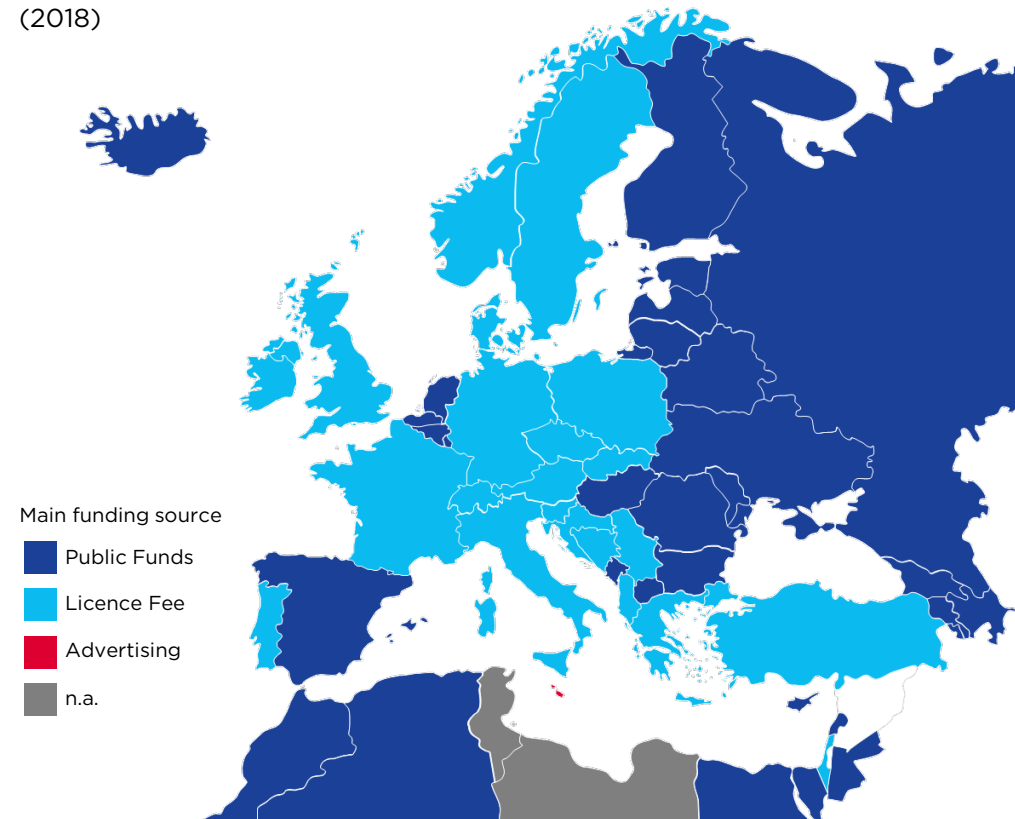 (2018)
Main funding source
Public Funds
Licence Fee
Advertising
n.a.